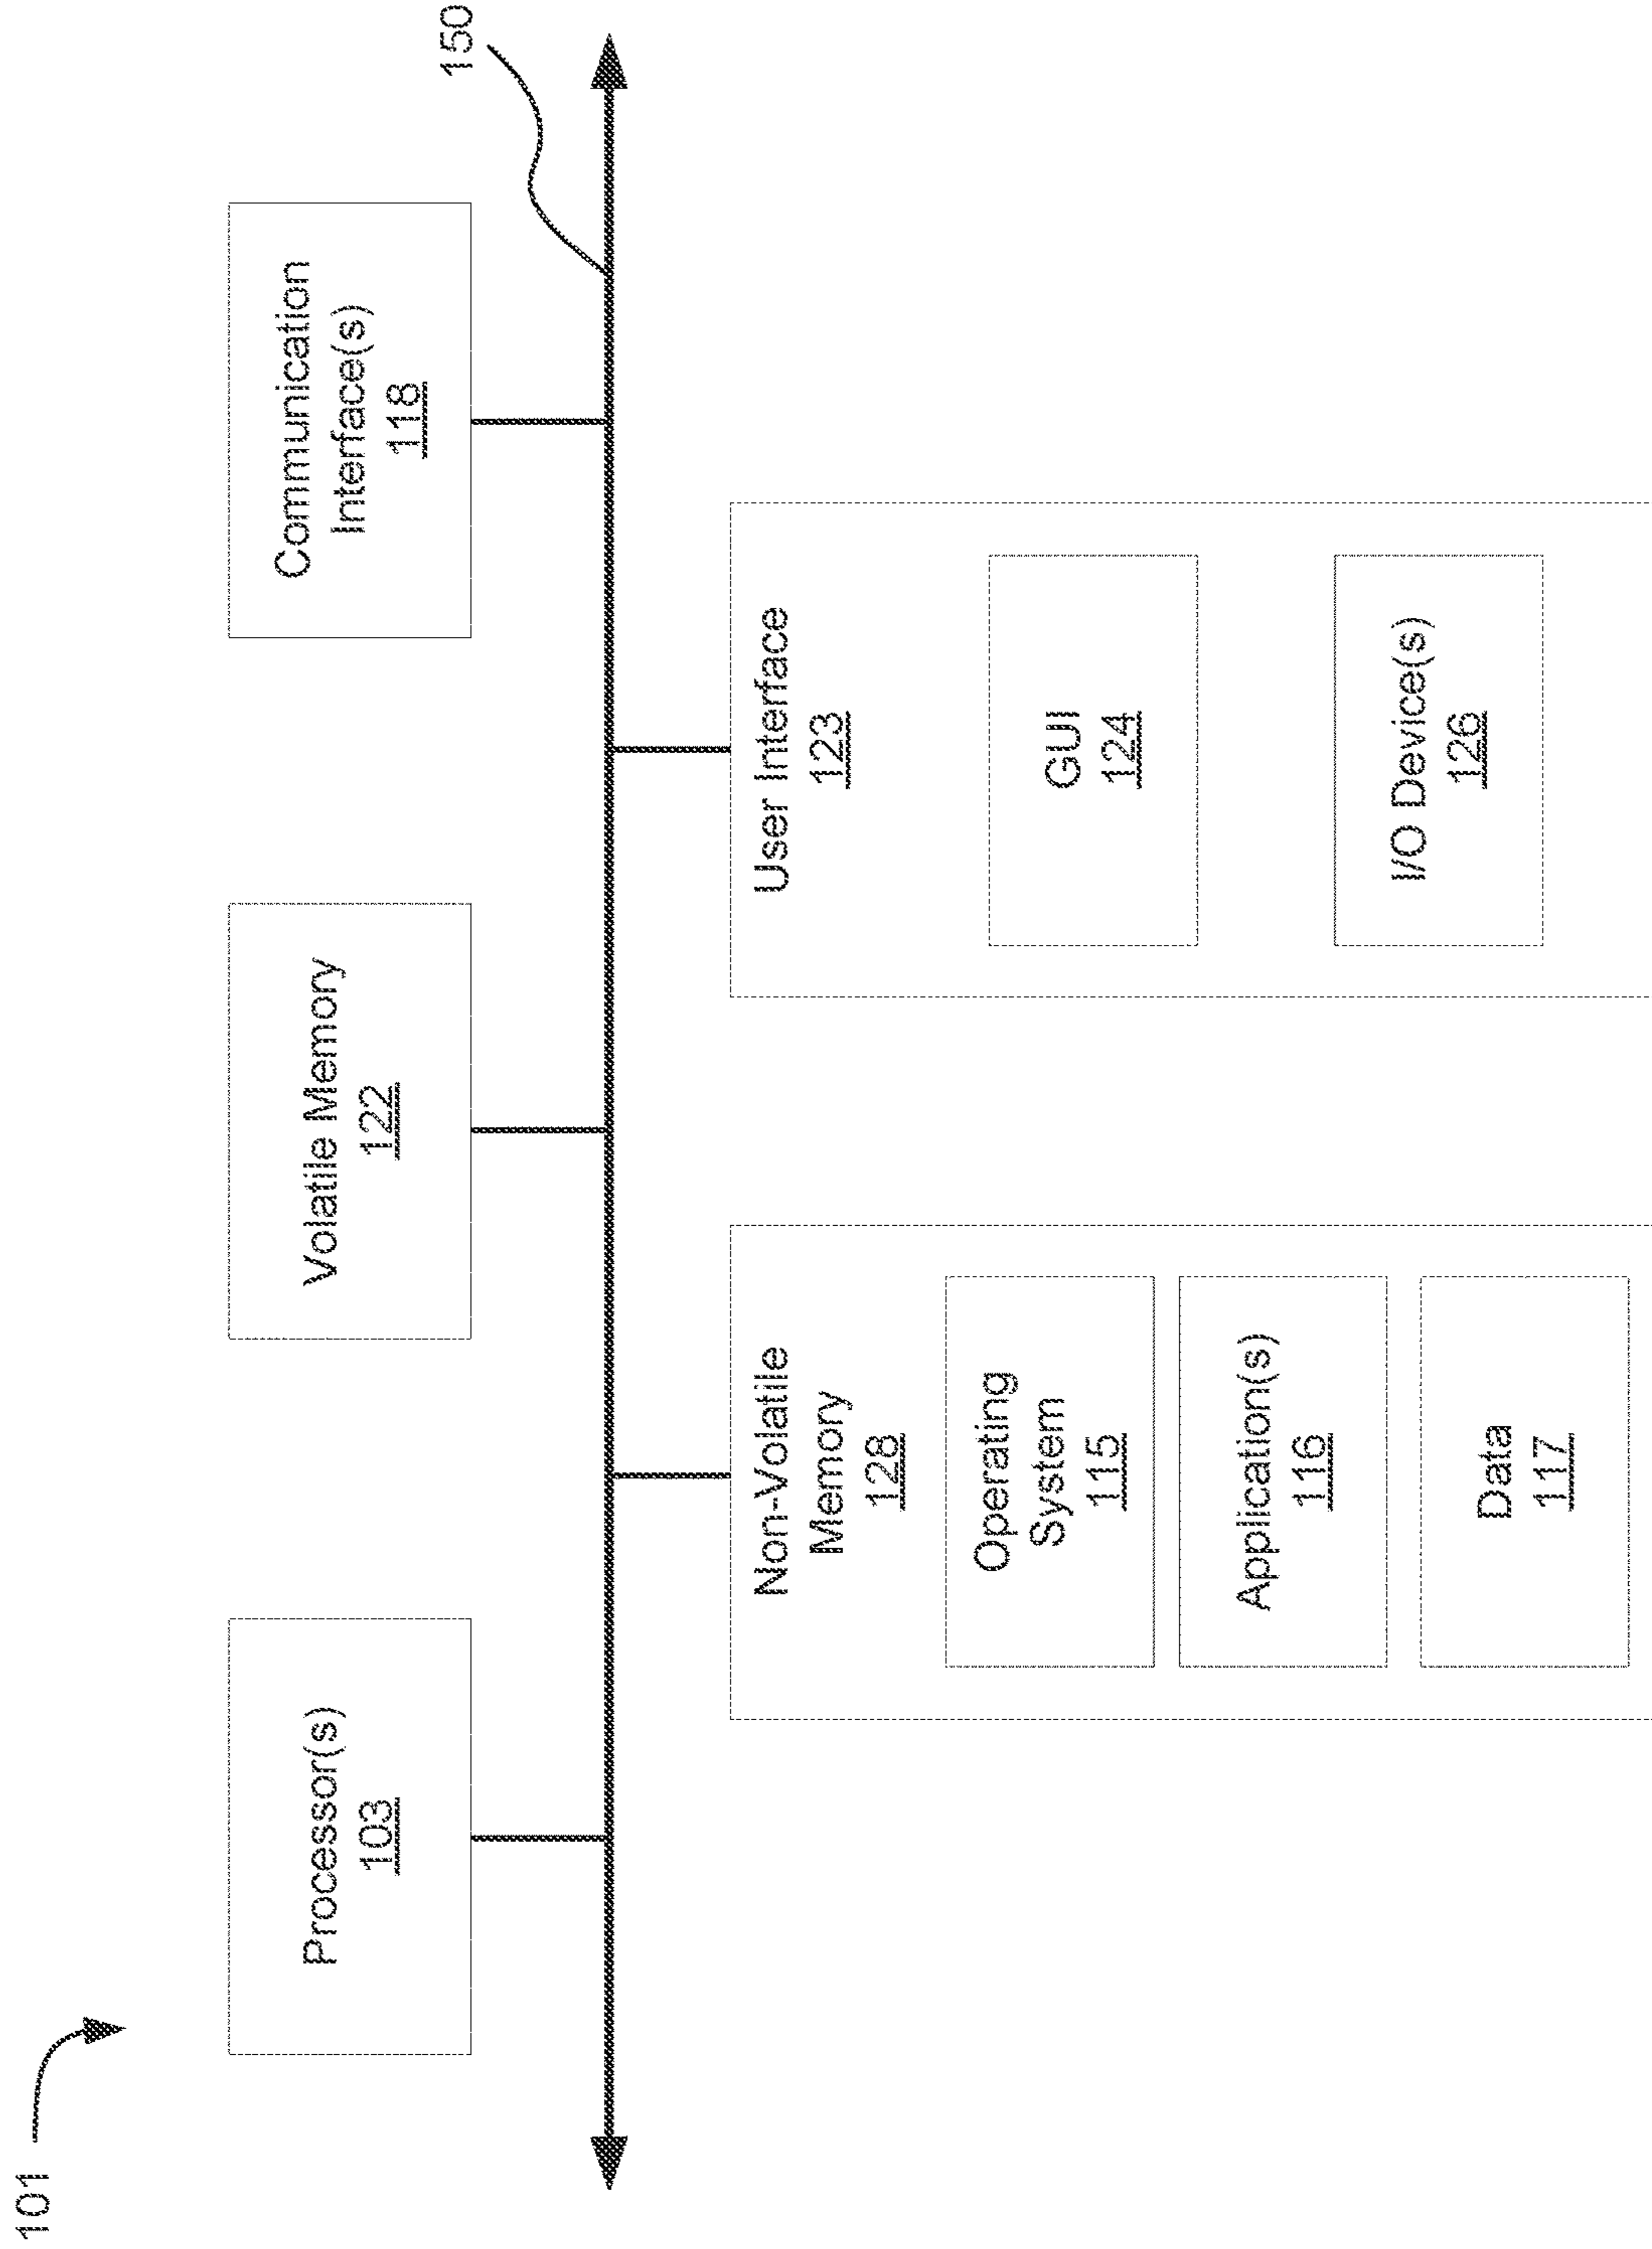 101
Processor(s)
103
Volatile Memory
122
Communication
Interface(s)
118
150
Non-Volatile
Memory
128
Operating
System
115
Application(s)
116
Data
117
User Interface
123
GUI
124
I/O Device(s)
126